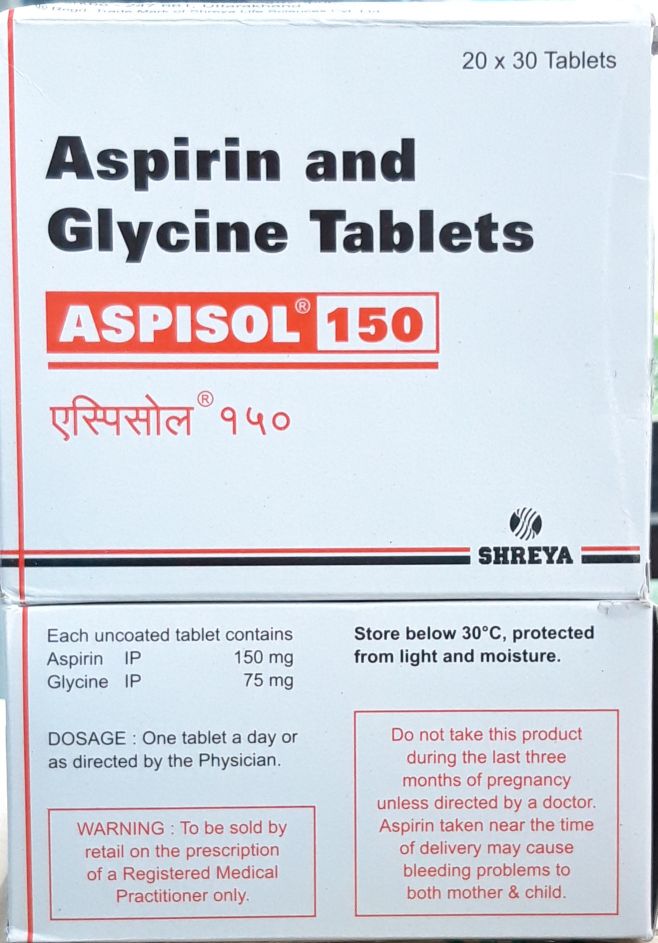 20 x 30 Tablets
Aspirin and
Glycine Tablets
ASPISOL® 150
एस्पिसोल® १५०
SHREYA
Each uncoated tablet contains
Aspirin IP 150 mg
Glycine IP 75 mg
DOSAGE : One tablet a day or
as directed by the Physician.
WARNING : To be sold by
retail on the prescription
of a Registered Medical
Practitioner only.
Store below 30°C, protected
from light and moisture.
Do not take this product
during the last three
months of pregnancy
unless directed by a doctor.
Aspirin taken near the time
of delivery may cause
bleeding problems to
both mother & child.